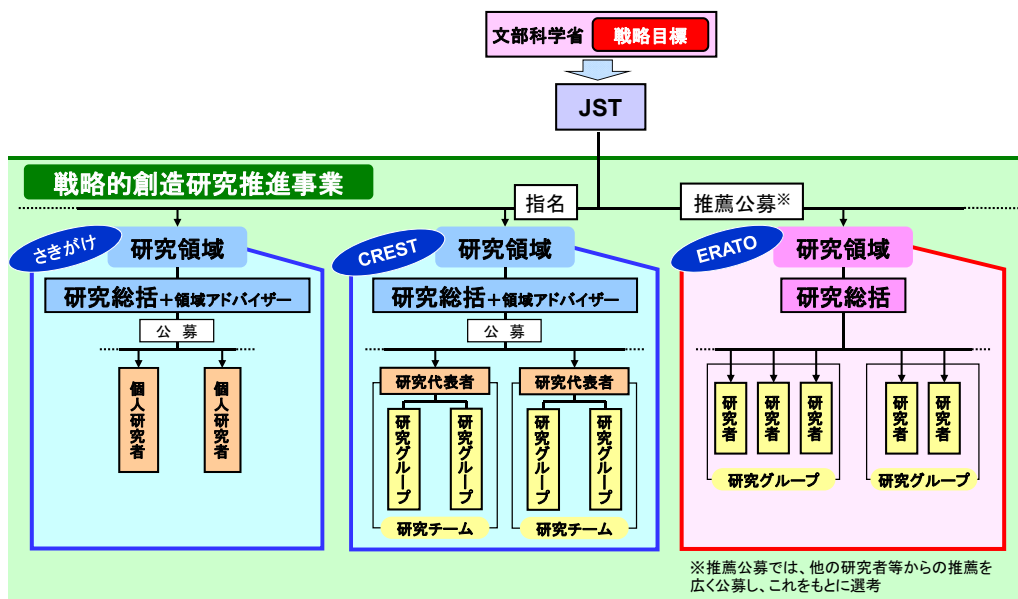 文部科学省 戦略目標
JST
戦略的創造研究推進事業
指名
推薦公募※
さきがけ
研究領域
研究総括+領域アドバイザー
公 募
個人研究者
個人研究者
CREST
研究領域
研究総括+領域アドバイザー
公 募
研究代表者
研究グループ
研究グループ
研究チーム
研究代表者
研究グループ
研究グループ
研究チーム
ERATO
研究領域
研究総括
研究者
研究者
研究者
研究グループ
研究者
研究者
研究グループ
※推薦公募では、他の研究者等からの推薦を
広く公募し、これをもとに選考